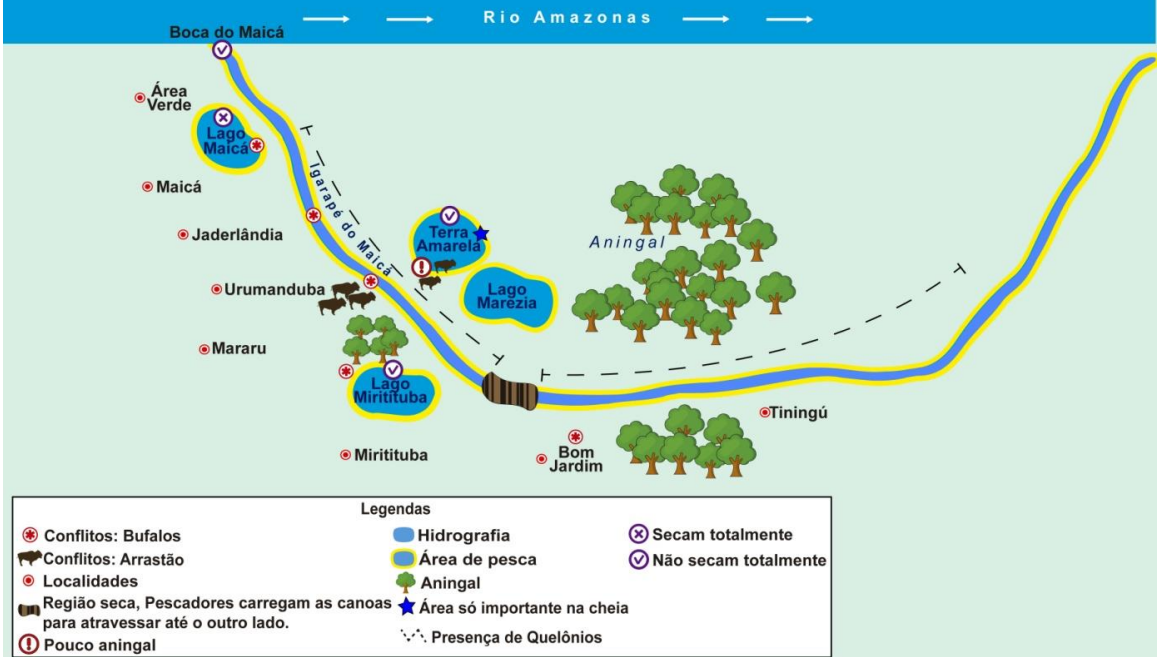 Rio Amazonas
Boca do Maicá
Área
Verde
Lago
Maicá
Maicá
Igarapé do Maicá
Jaderlândia
Terra
Amarela
Aningal
Urumanduba
Lago
Marezia
Mararu
Lago
Miritituba
Miritituba
Bom
Jardim
Tiningú
Legendas
Conflitos: Bufalos
Conflitos: Arrastão
Localidades
Região seca, Pescadores carregam as canoas
para atravessar até o outro lado.
Pouco aningal
Hidrografia
Área de pesca
Aningal
Área só importante na cheia
Presença de Quelônios
Secam totalmente
Não secam totalmente